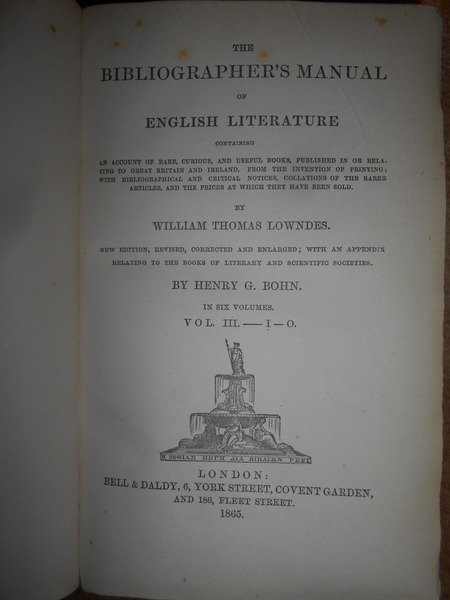 THE
BIBLIOGRAPHER'S MANUAL
OF
ENGLISH LITERATURE
CONTAINING
AN ACCOUNT OF RARE, CURIOUS, AND USEFUL BOOKS, PUBLISHED IN OR RELA-
TING TO GREAT BRITAIN AND IRELAND, FROM THE INVENTION OF PRINTING;
WITH BIBLIOGRAPHICAL AND CRITICAL NOTICES, COLLATIONS OF THE RARER
ARTICLES, AND THE PRICES AT WHICH THEY HAVE BEEN SOLD.
BY
WILLIAM THOMAS LOWNDES.
NEW EDITION, REVISED, CORRECTED AND ENLARGED; WITH AN APPENDIX
RELATING TO THE BOOKS OF LITERARY AND SCIENTIFIC SOCIETIES.
BY HENRY G. BOHN.
IN SIX VOLUMES.
VOL. III.—I–O.
LONDON:
BELL & DALDY, 6, YORK STREET, COVENT GARDEN,
AND 186, FLEET STREET.
1865.